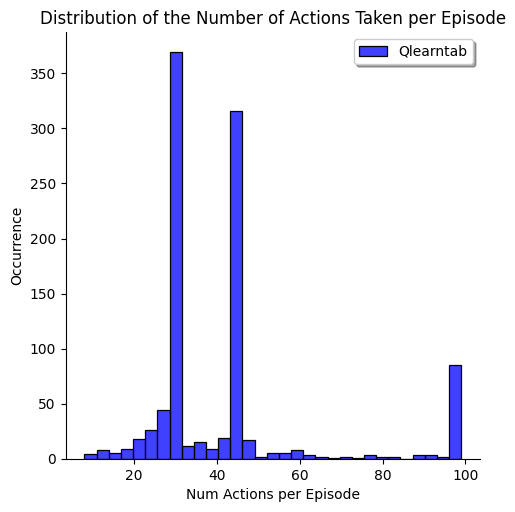 Distribution of the Number of Actions Taken per Episode
Qlearntab
350
300
250
200
150
100
50
0
Occurrence
20 40 60 80 100
Num Actions per Episode